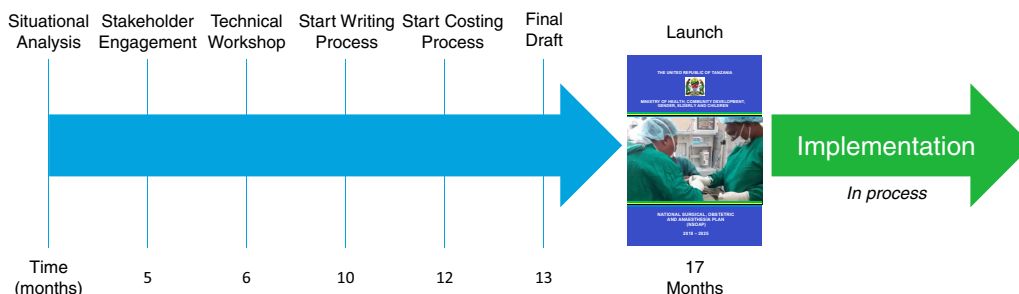 Situational
Analysis
Stakeholder
Engagement
Technical
Workshop
Start Writing
Process
Start Costing
Process
Final
Draft
Launch
THE UNITED REPUBLIC OF TANZANIA
MINISTRY OF HEALTH, COMMUNITY DEVELOPMENT,
GENDER, ELDERLY AND CHILDREN
NATIONAL SURGICAL, OBSTETRIC
AND ANAESTHESIA PLAN
(NSOAP)
2018 – 2025
Implementation
In process
Time
(months)
5
6
10
12
13
17
Months